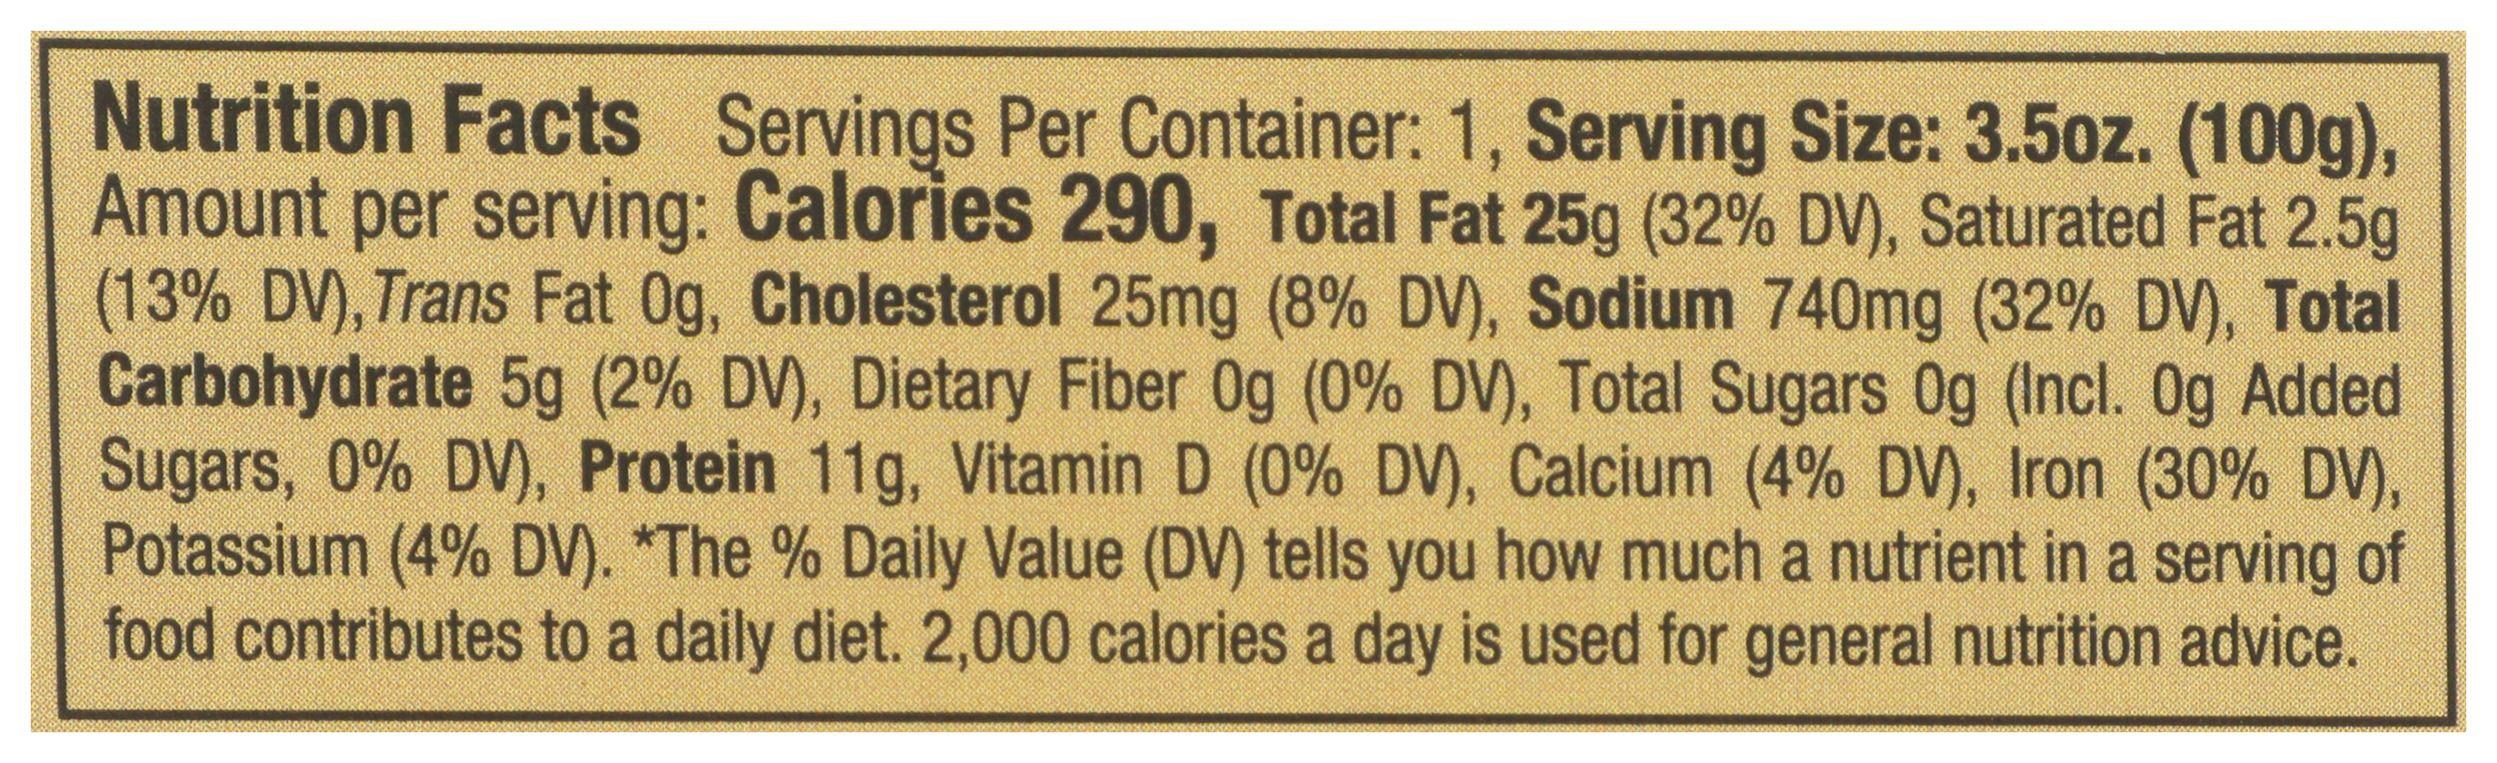 Nutrition Facts Servings Per Container: 1, Serving Size: 3.5oz. (100g),
Amount per serving: Calories 290, Total Fat 25g (32% DV), Saturated Fat 2.5g
(13% DV), Trans Fat 0g, Cholesterol 25mg (8% DV), Sodium 740mg (32% DV), Total
Carbohydrate 5g (2% DV), Dietary Fiber 0g (0% DV), Total Sugars 0g (Incl. 0g Added
Sugars, 0% DV), Protein 11g, Vitamin D (0% DV), Calcium (4% DV), Iron (30% DV),
Potassium (4% DV). *The % Daily Value (DV) tells you how much a nutrient in a serving of
food contributes to a daily diet. 2,000 calories a day is used for general nutrition advice.